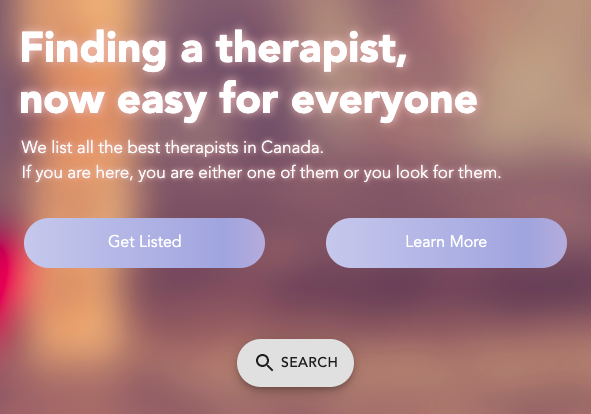 Finding a therapist,
now easy for everyone
We list all the best therapists in Canada.
If you are here, you are either one of them or you look for them.
Get Listed
Learn More
SEARCH